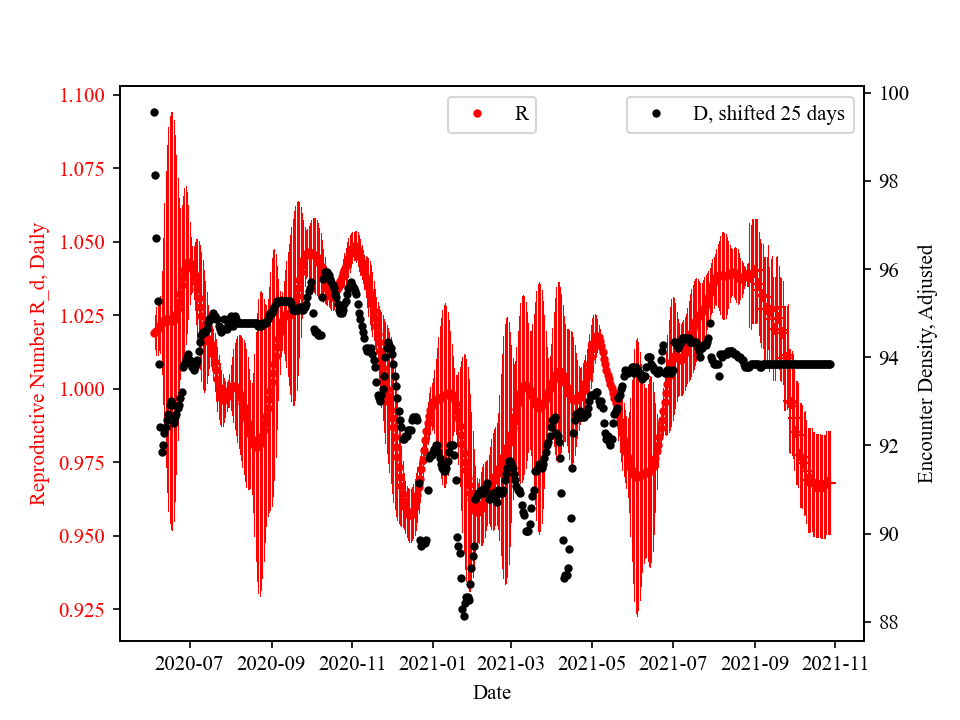 R
D, shifted 25 days
Reproductive Number R_d, Daily
1.100
1.075
1.050
1.025
1.000
0.975
0.950
0.925
100
98
96
94
92
90
88
Encounter Density, Adjusted
2020-07 2020-09 2020-11 2021-01 2021-03 2021-05 2021-07 2021-09 2021-11
Date